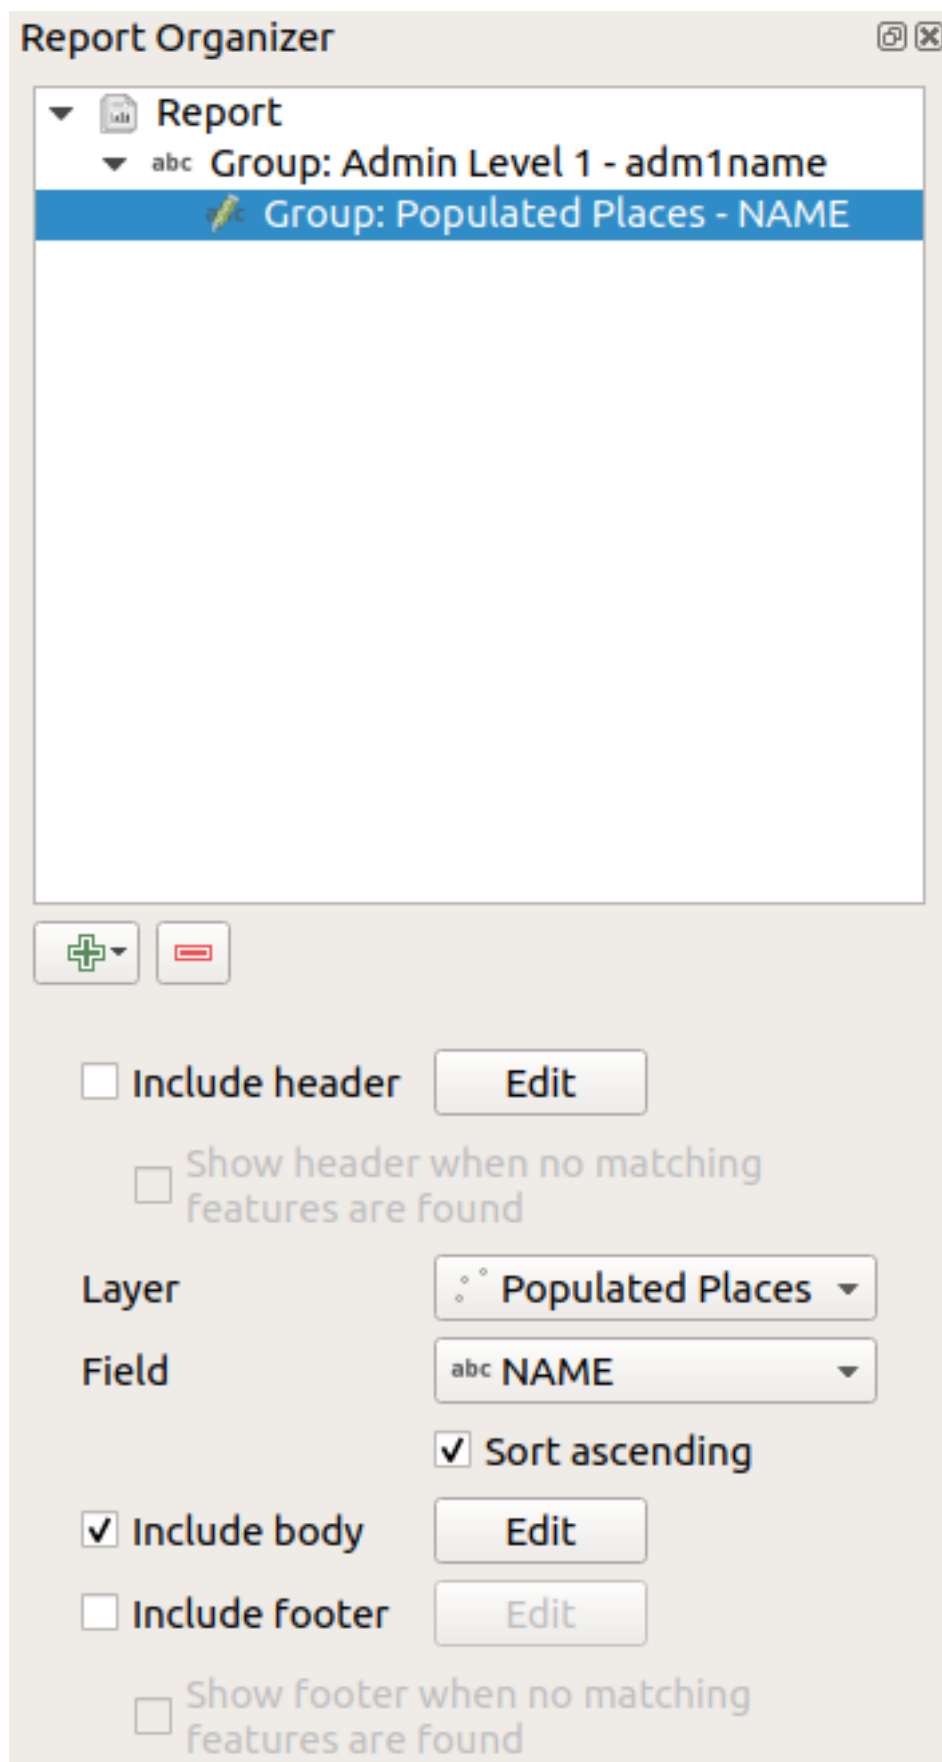 Report Organizer
Report
abc Group: Admin Level 1 - adm1name
Group: Populated Places - NAME
Include header Edit
Show header when no matching
features are found
Layer Populated Places
Field abc NAME
Sort ascending
Include body Edit
Include footer Edit
Show footer when no matching
features are found